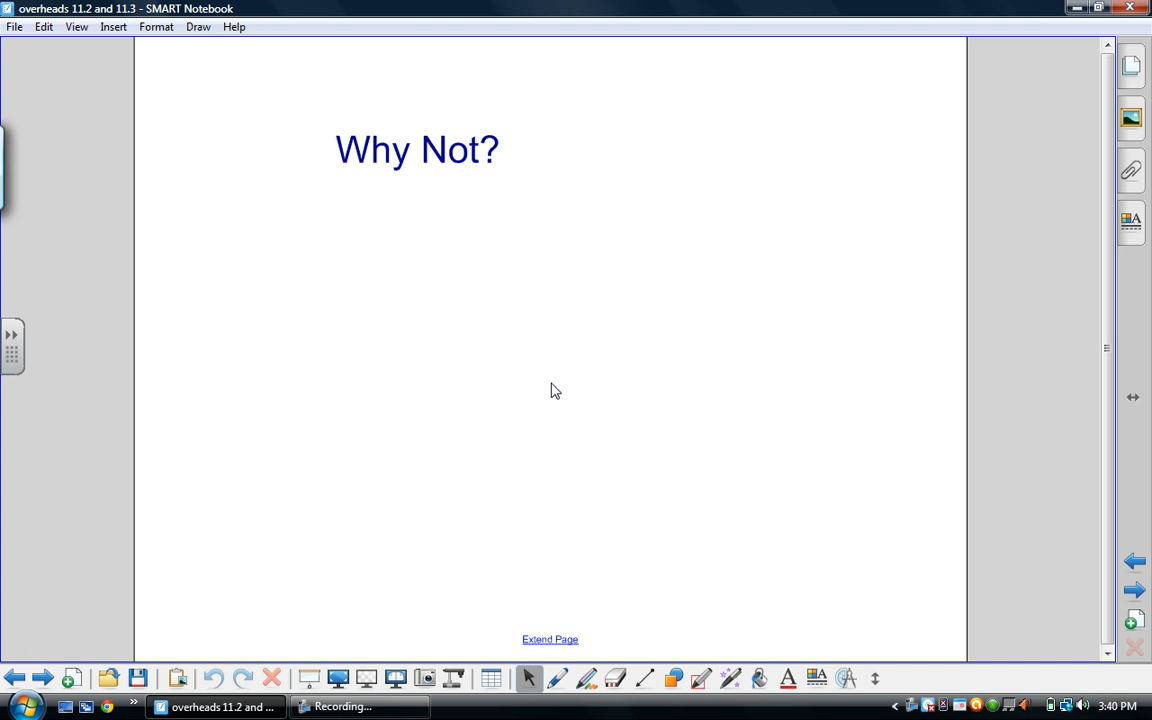 overheads 11.2 and 11.3 - SMART Notebook
File Edit View Insert Format Draw Help
Why Not?
Extend Page
overheads 11.2 and ...
Recording...
3:40 PM